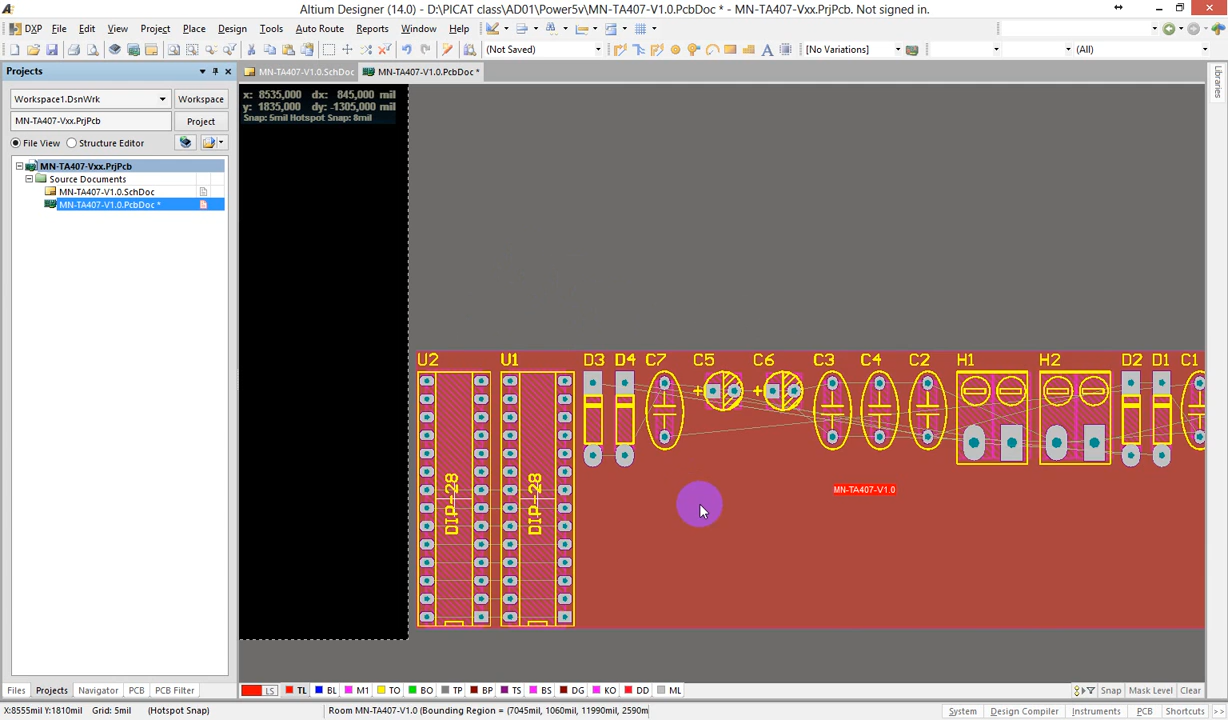 Altium Designer (14.0) - D:\PICAT class\AD01\Power5v\MN-TA407-V1.0.PcbDoc * - MN-TA407-Vxx.PrjPcb. Not signed in.
DXP File Edit View Project Place Design Tools Auto Route Reports Window Help
(Not Saved) [No Variations] (All)
Projects
MN-TA407-V1.0.SchDoc MN-TA407-V1.0.PcbDoc *
Libraries
Workspace1.DsnWrk Workspace
MN-TA407-Vxx.PrjPcb Project
File View Structure Editor
MN-TA407-Vxx.PrjPcb
Source Documents
MN-TA407-V1.0.SchDoc
MN-TA407-V1.0.PcbDoc *
x: 8535,000 dx: 845,000 mil
y: 1835,000 dy: -1305,000 mil
Snap: 5mil Hotspot Snap: 8mil
U2 U1 D3 D4 C7 C5 C6 C3 C4 C2 H1 H2 D2 D1 C1
+ +
DIP-28 DIP-28
MN-TA407-V1.0
Files Projects Navigator PCB PCB Filter
LS TL BL M1 TO BO TP BP TS BS DG KO DD ML
Snap Mask Level Clear
X:8555mil Y:1810mil Grid: 5mil (Hotspot Snap) Room MN-TA407-V1.0 (Bounding Region = (7045mil, 1060mil, 11990mil, 2590m
System Design Compiler Instruments PCB Shortcuts >>